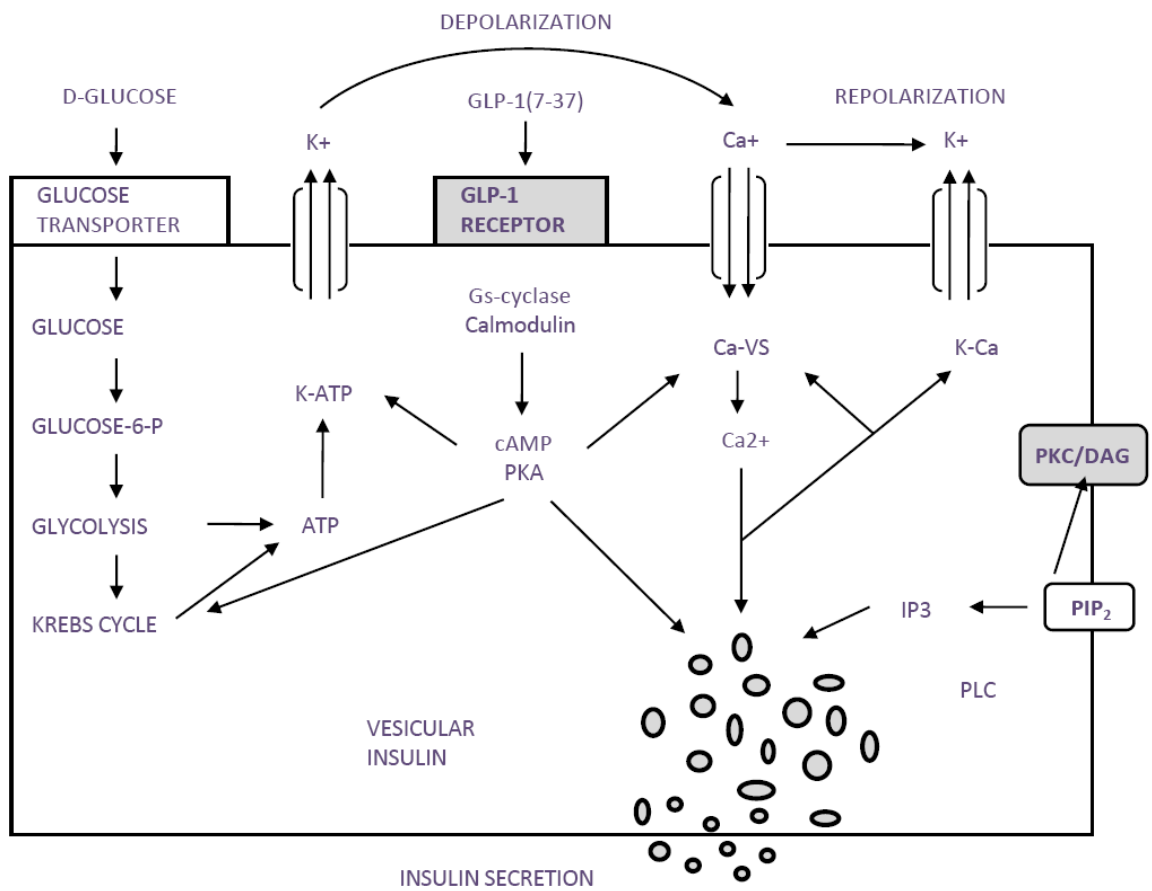 DEPOLARIZATION
D-GLUCOSE
GLP-1(7-37)
REPOLARIZATION
K+
Ca+
K+
GLUCOSE
TRANSPORTER
GLP-1
RECEPTOR
Gs-cyclase
Calmodulin
GLUCOSE
Ca-VS
K-Ca
K-ATP
GLUCOSE-6-P
cAMP
PKA
Ca2+
PKC/DAG
GLYCOLYSIS
ATP
KREBS CYCLE
IP3
PIP₂
PLC
VESICULAR
INSULIN
INSULIN SECRETION